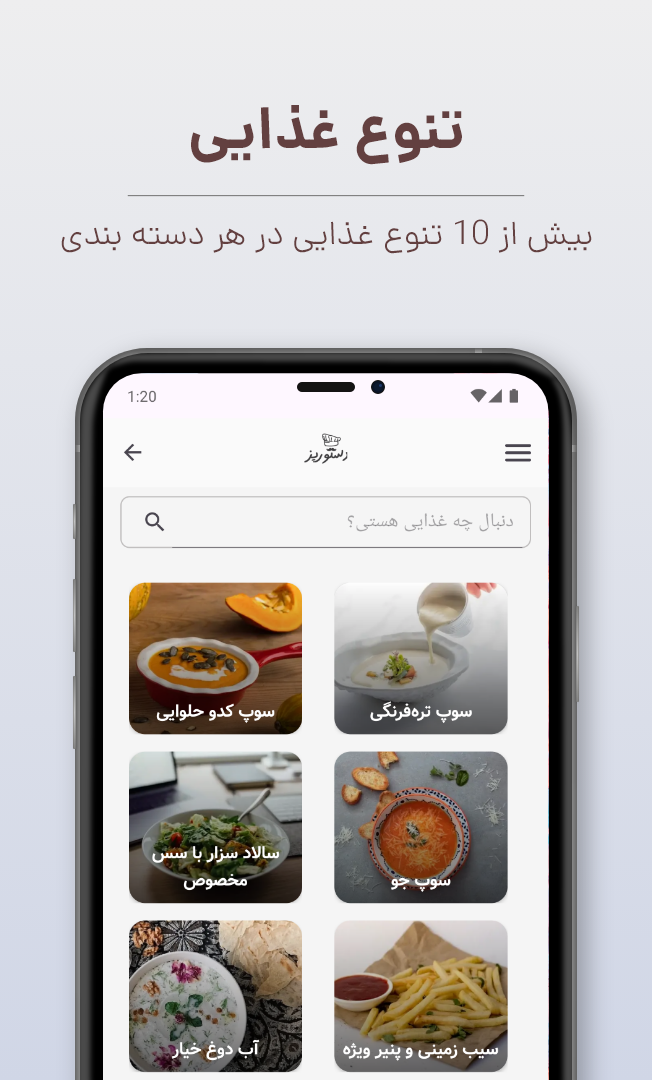 تنوع غذایی
بیش از 10 تنوع غذایی در هر دسته بندی
1:20
رستوریز
دنبال چه غذایی هستی؟
سوپ تره‌فرنگی
سوپ کدو حلوایی
سوپ جو
سالاد سزار با سس
مخصوص
سیب زمینی و پنیر ویژه
آب دوغ خیار